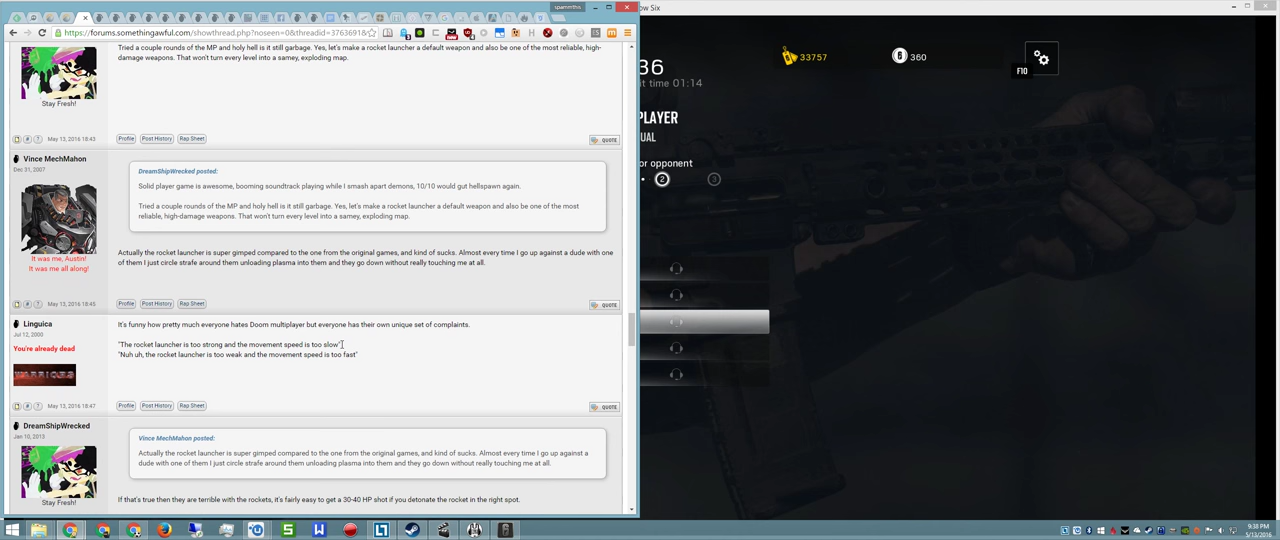 spammths
ow Six
https://forums.somethingawful.com/showthread.php?noseen=0&threadid=3763691&
Tried a couple rounds of the MP and holy hell is it still garbage. Yes, let's make a rocket launcher a default weapon and also be one of the most reliable, high-
damage weapons. That won't turn every level into a samey, exploding map.
Stay Fresh!
# ? May 13, 2016 18:43
Profile Post History Rap Sheet
QUOTE
Vince MechMahon
Dec 31, 2007
DreamShipWrecked posted:
Solid player game is awesome, booming soundtrack playing while I smash apart demons, 10/10 would gut hellspawn again.
Tried a couple rounds of the MP and holy hell is it still garbage. Yes, let's make a rocket launcher a default weapon and also be one of the most
reliable, high-damage weapons. That won't turn every level into a samey, exploding map.
Actually the rocket launcher is super gimped compared to the one from the original games, and kind of sucks. Almost every time I go up against a dude with one
of them I just circle strafe around them unloading plasma into them and they go down without really touching me at all.
It was me, Austin!
It was me all along!
# ? May 13, 2016 18:45
Profile Post History Rap Sheet
QUOTE
Linguica
Jul 12, 2000
You're already dead
WARRIORS
It's funny how pretty much everyone hates Doom multiplayer but everyone has their own unique set of complaints.
"The rocket launcher is too strong and the movement speed is too slow"
"Nuh uh, the rocket launcher is too weak and the movement speed is too fast"
# ? May 13, 2016 18:47
Profile Post History Rap Sheet
QUOTE
DreamShipWrecked
Jan 10, 2013
Vince MechMahon posted:
Actually the rocket launcher is super gimped compared to the one from the original games, and kind of sucks. Almost every time I go up against a
dude with one of them I just circle strafe around them unloading plasma into them and they go down without really touching me at all.
If that's true then they are terrible with the rockets, it's fairly easy to get a 30-40 HP shot if you detonate the rocket in the right spot.
Stay Fresh!
36
t time 01:14
PLAYER
UAL
or opponent
2 3
33757
360
F10
9:38 PM
5/13/2016